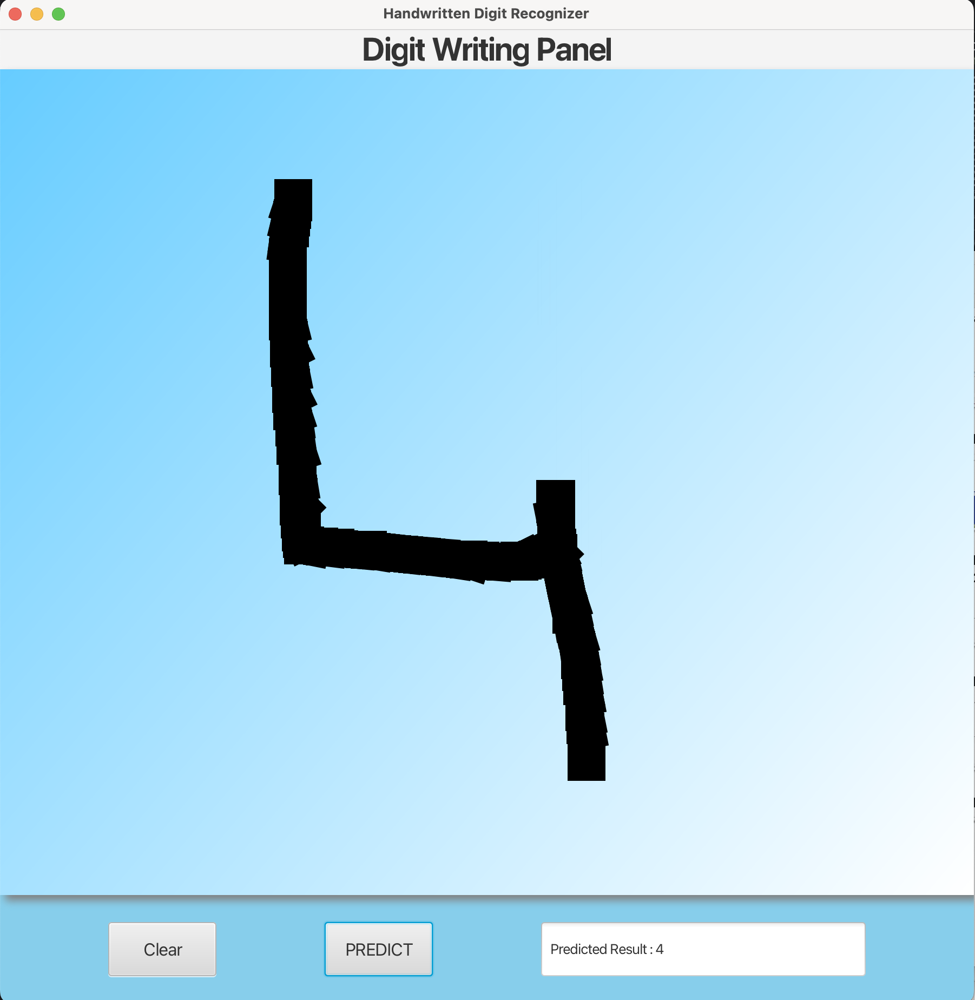 Handwritten Digit Recognizer
Digit Writing Panel
4
Clear
PREDICT
Predicted Result : 4